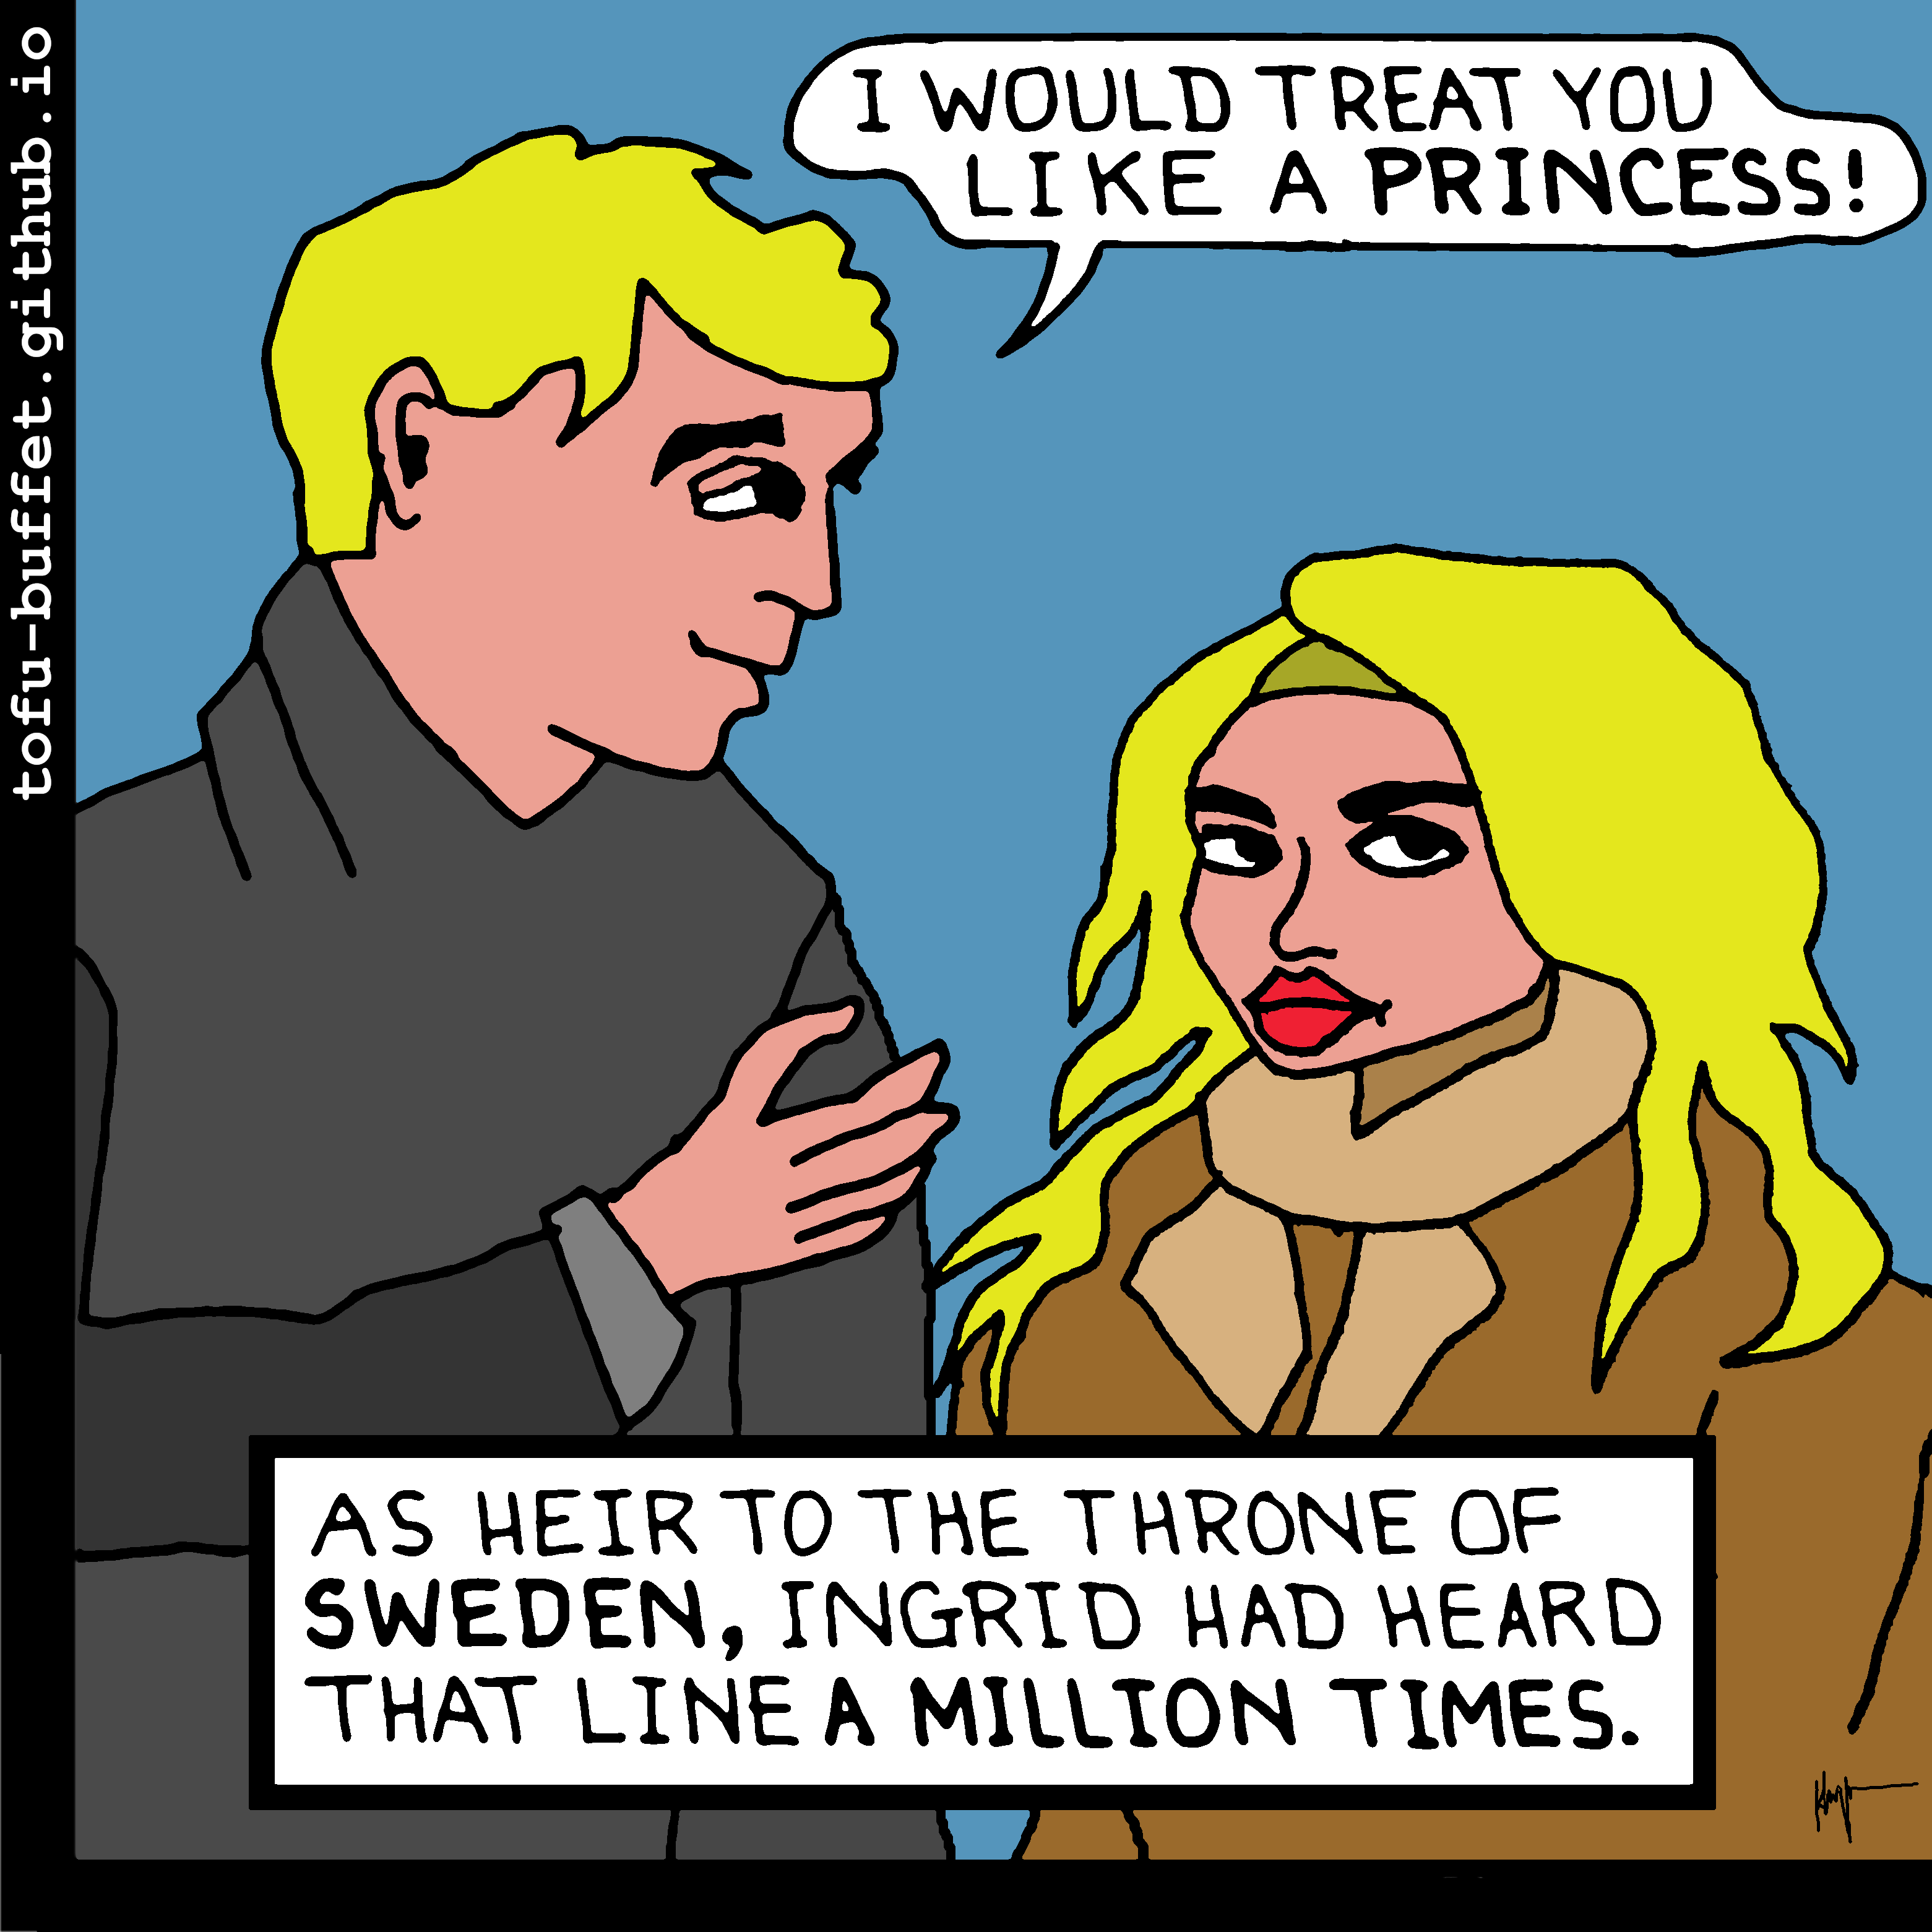 tofu-buffet.github.io
I WOULD TREAT YOU
LIKE A PRINCESS!
AS HEIR TO THE THRONE OF
SWEDEN, INGRID HAD HEARD
THAT LINE A MILLION TIMES.